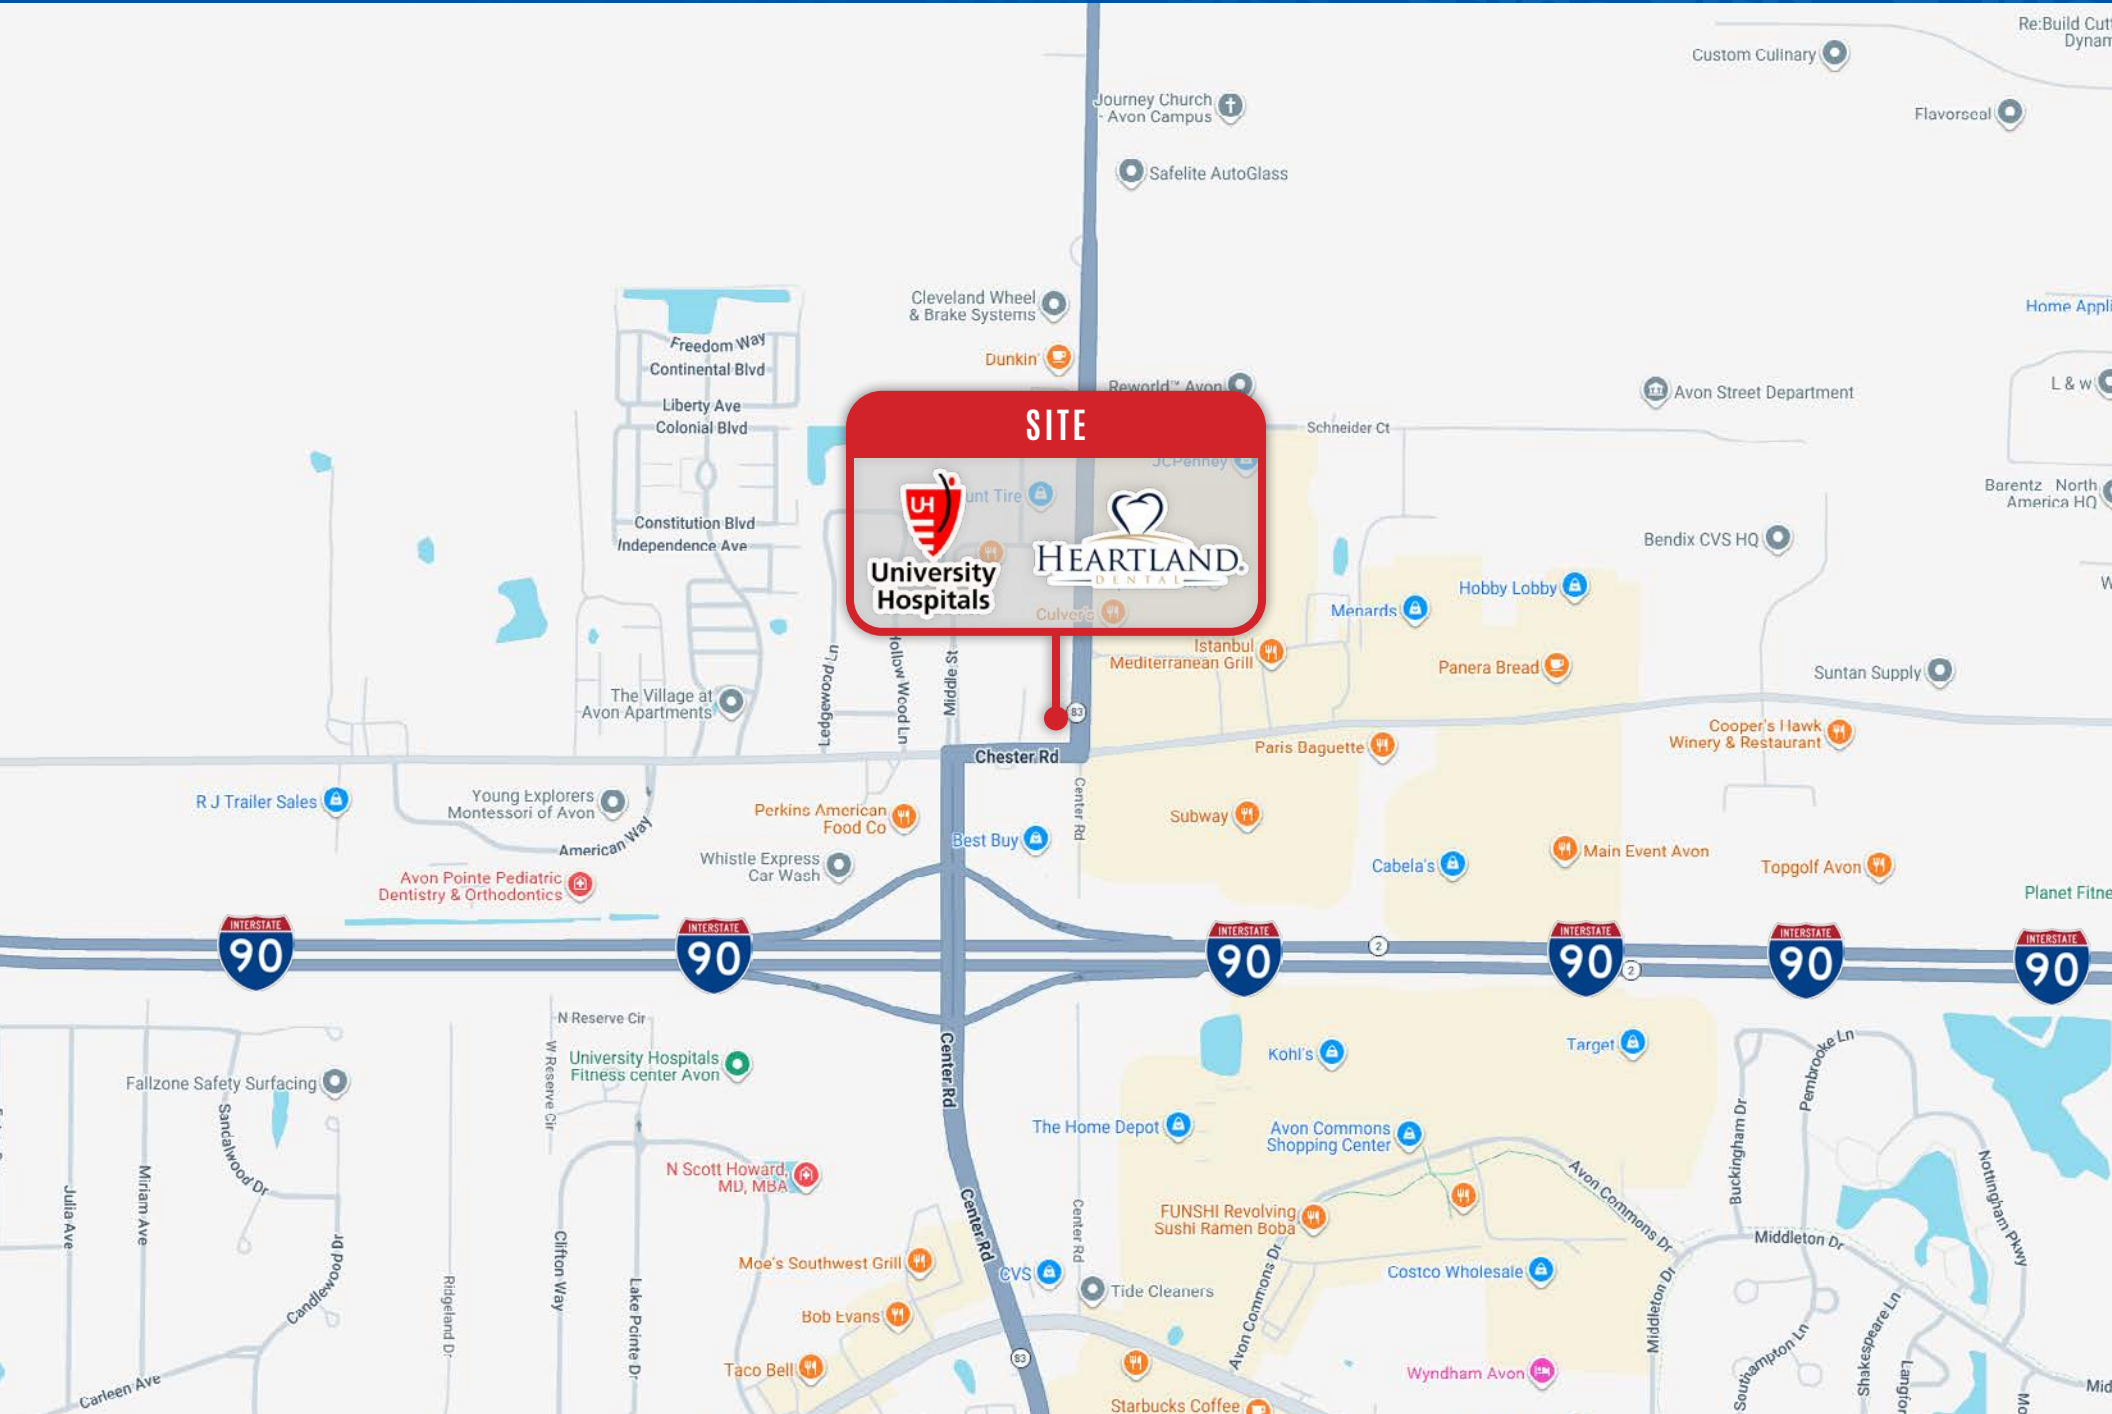 Re:Build Cut
Dynam
Custom Culinary
Journey Church
- Avon Campus
Flavorseal
Safelite AutoGlass
Cleveland Wheel
& Brake Systems
Home Appli
Freedom Way
Continental Blvd
Dunkin'
Reworld™ Avon
Avon Street Department
L & w
Liberty Ave
Colonial Blvd
SITE
Schneider Ct
JCPenney
unt Tire
UH
University
Hospitals
HEARTLAND
DENTAL
Culver's
Barentz North
America HQ
Constitution Blvd
Independence Ave
Bendix CVS HQ
Hobby Lobby
Menards
Istanbul
Mediterranean Grill
Panera Bread
Suntan Supply
The Village at
Avon Apartments
Ledgewood Ln
Hollow Wood Ln
Middle St
83
Cooper's Hawk
Winery & Restaurant
Paris Baguette
Chester Rd
Center Rd
R J Trailer Sales
Young Explorers
Montessori of Avon
Perkins American
Food Co
Subway
American Way
Best Buy
Whistle Express
Car Wash
Main Event Avon
Cabela's
Topgolf Avon
Avon Pointe Pediatric
Dentistry & Orthodontics
Planet Fitne
INTERSTATE
90
INTERSTATE
90
INTERSTATE
90
2
INTERSTATE
90
2
INTERSTATE
90
INTERSTATE
90
N Reserve Cir
W Reserve Cir
University Hospitals
Fitness center Avon
Center Rd
Kohl's
Target
Pembrooke Ln
Fallzone Safety Surfacing
Sandalwood Dr
The Home Depot
Avon Commons
Shopping Center
Buckingham Dr
Julia Ave
Miriam Ave
N Scott Howard,
MD, MBA
Avon Commons Dr
Nottingham Pkwy
Center Rd
Center Rd
FUNSHI Revolving
Sushi Ramen Boba
Middleton Dr
Candlewood Dr
Ridgeland Dr
Clifton Way
Lake Pointe Dr
Moe's Southwest Grill
CVS
Tide Cleaners
Avon Commons Dr
Costco Wholesale
Middleton Dr
Bob Evans
Southampton Ln
Shakespeare Ln
Langfor
Taco Bell
83
Wyndham Avon
Carleen Ave
Starbucks Coffee
Mid
Mo